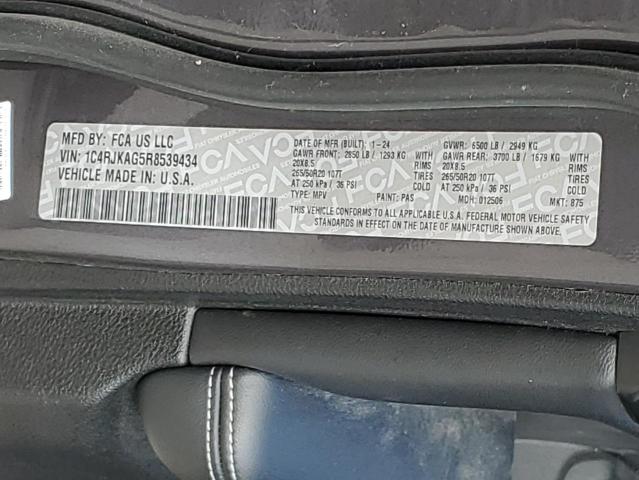 MFD BY: FCA US LLC
VIN: 1C4RJKAG5R8539434
VEHICLE MADE IN: U.S.A.
DATE OF MFR (BUILT): 1-24 GVWR: 6500 LB / 2949 KG
GAWR FRONT: 2850 LB / 1293 KG WITH GAWR REAR: 3700 LB / 1679 KG WITH
20X8.5 RIMS 20X8.5 RIMS
265/50R20 107T TIRES 265/50R20 107T TIRES
AT 250 kPa / 36 PSI COLD AT 250 kPa / 36 PSI COLD
TYPE: MPV PAINT: PAS MDH: 012506 MKT: 875
THIS VEHICLE CONFORMS TO ALL APPLICABLE U.S.A. FEDERAL MOTOR VEHICLE SAFETY
STANDARDS IN EFFECT ON THE DATE OF MANUFACTURE SHOWN ABOVE.